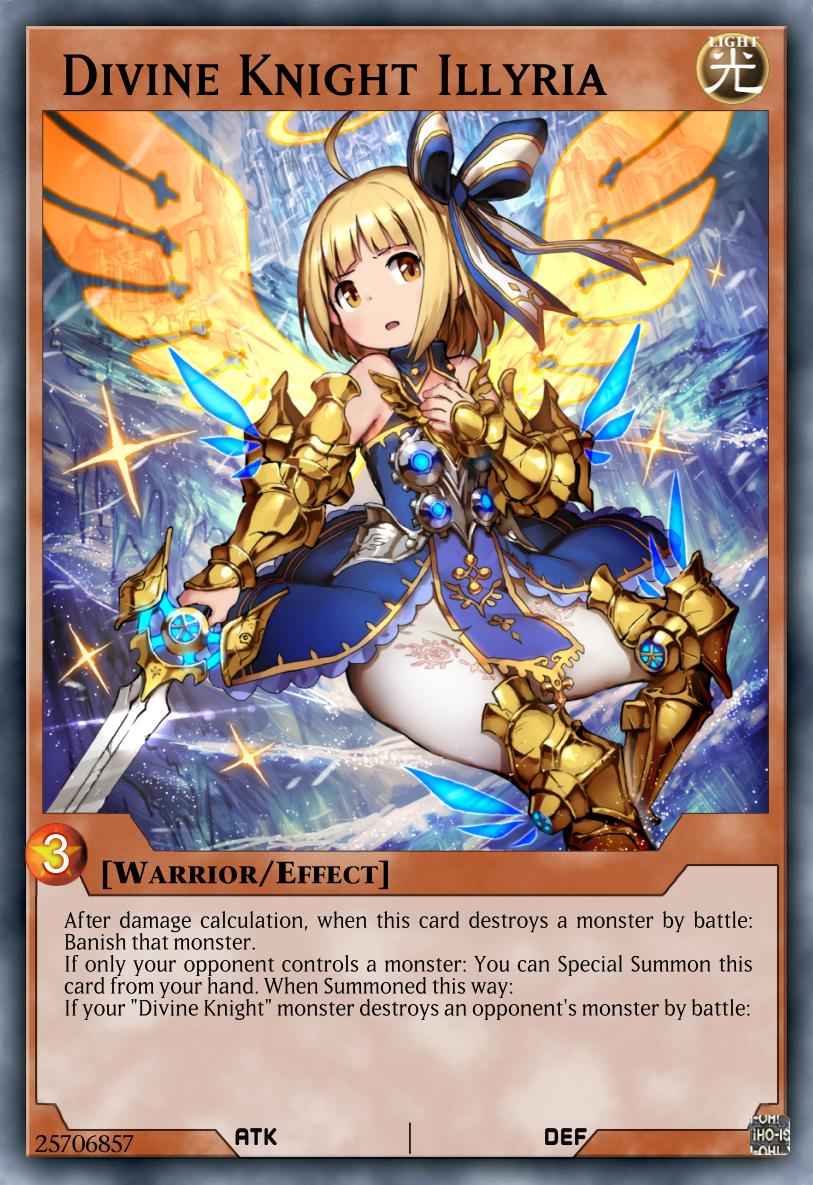 DIVINE KNIGHT ILLYRIA
LIGHT
光
3
[WARRIOR/EFFECT]
After damage calculation, when this card destroys a monster by battle:
Banish that monster.
If only your opponent controls a monster: You can Special Summon this
card from your hand. When Summoned this way:
If your "Divine Knight" monster destroys an opponent's monster by battle:
ATK
DEF
25706857